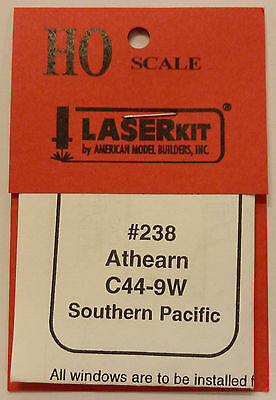 HO SCALE
LASERKIT®
by AMERICAN MODEL BUILDERS, INC.
#238
Athearn
C44-9W
Southern Pacific
All windows are to be installed f